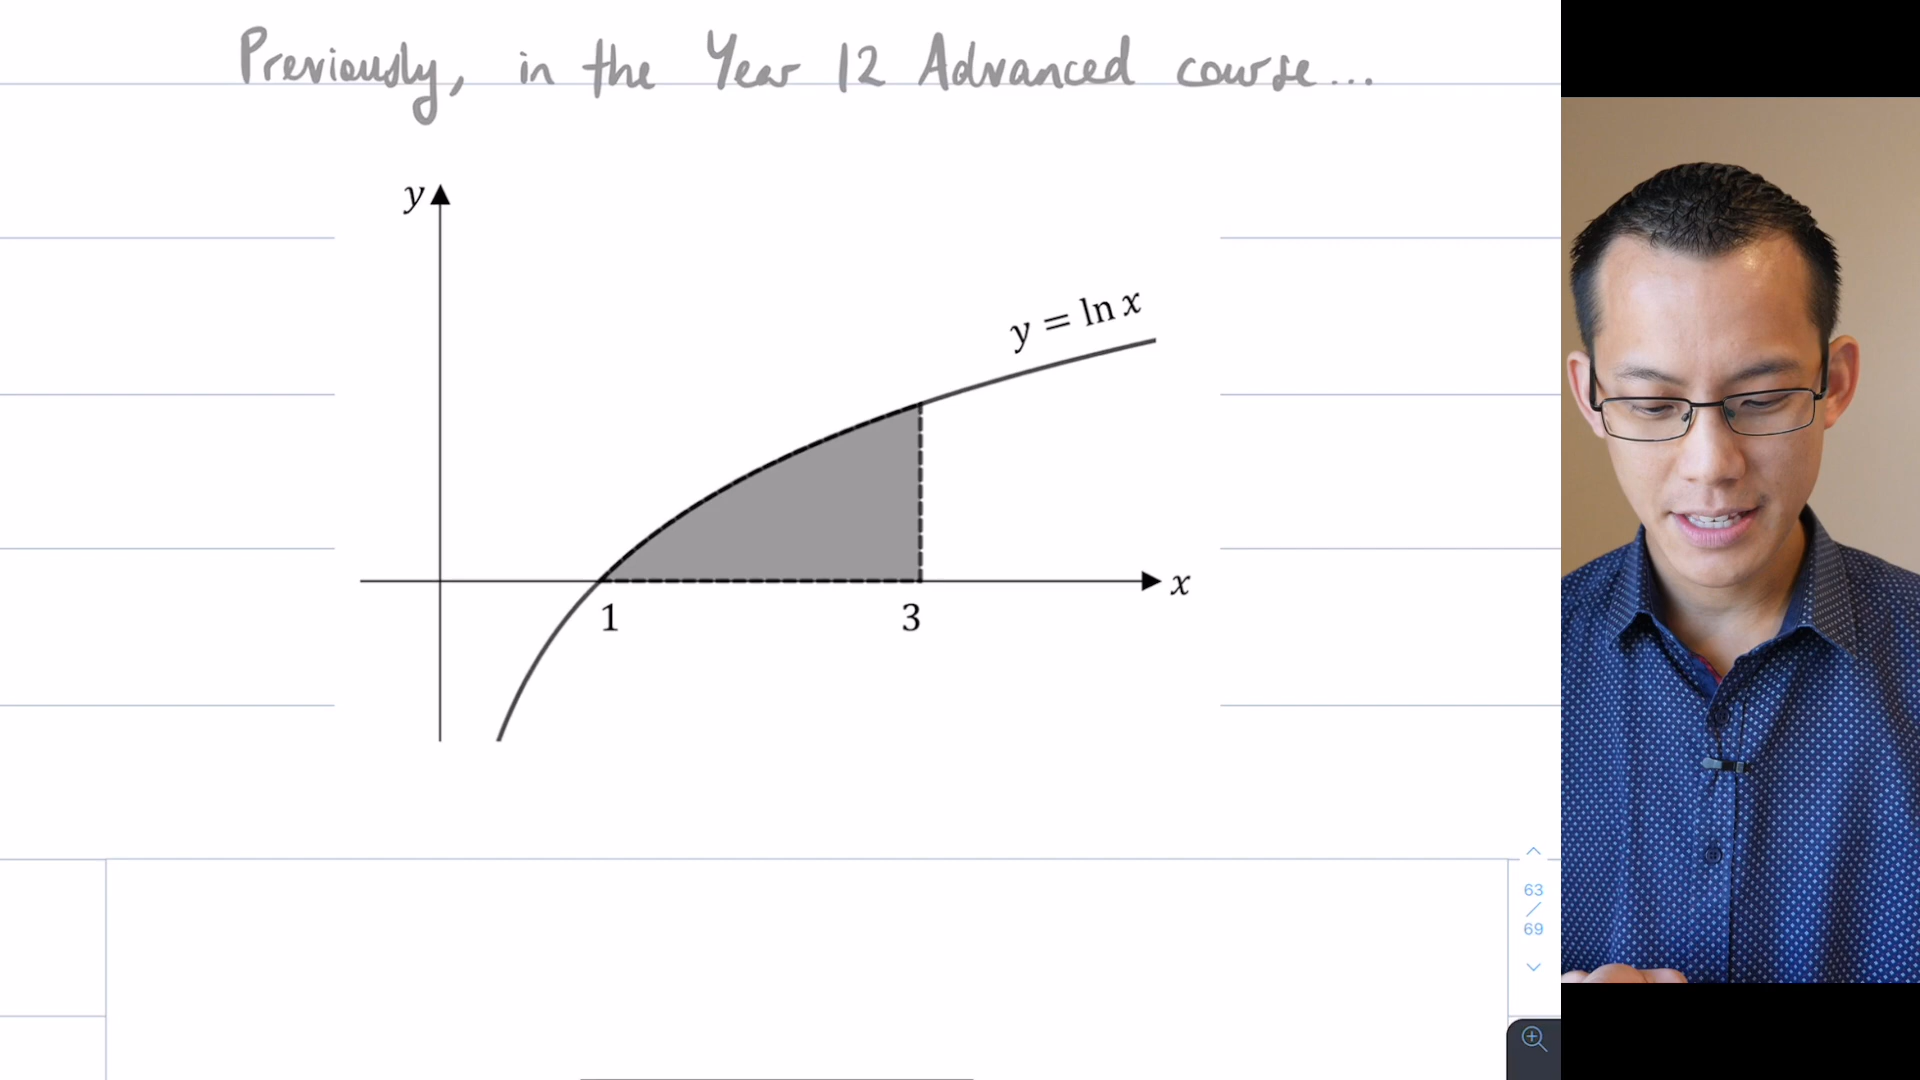 Previously, in the Year 12 Advanced course...
y
y = ln x
x
1 3
63
/
69